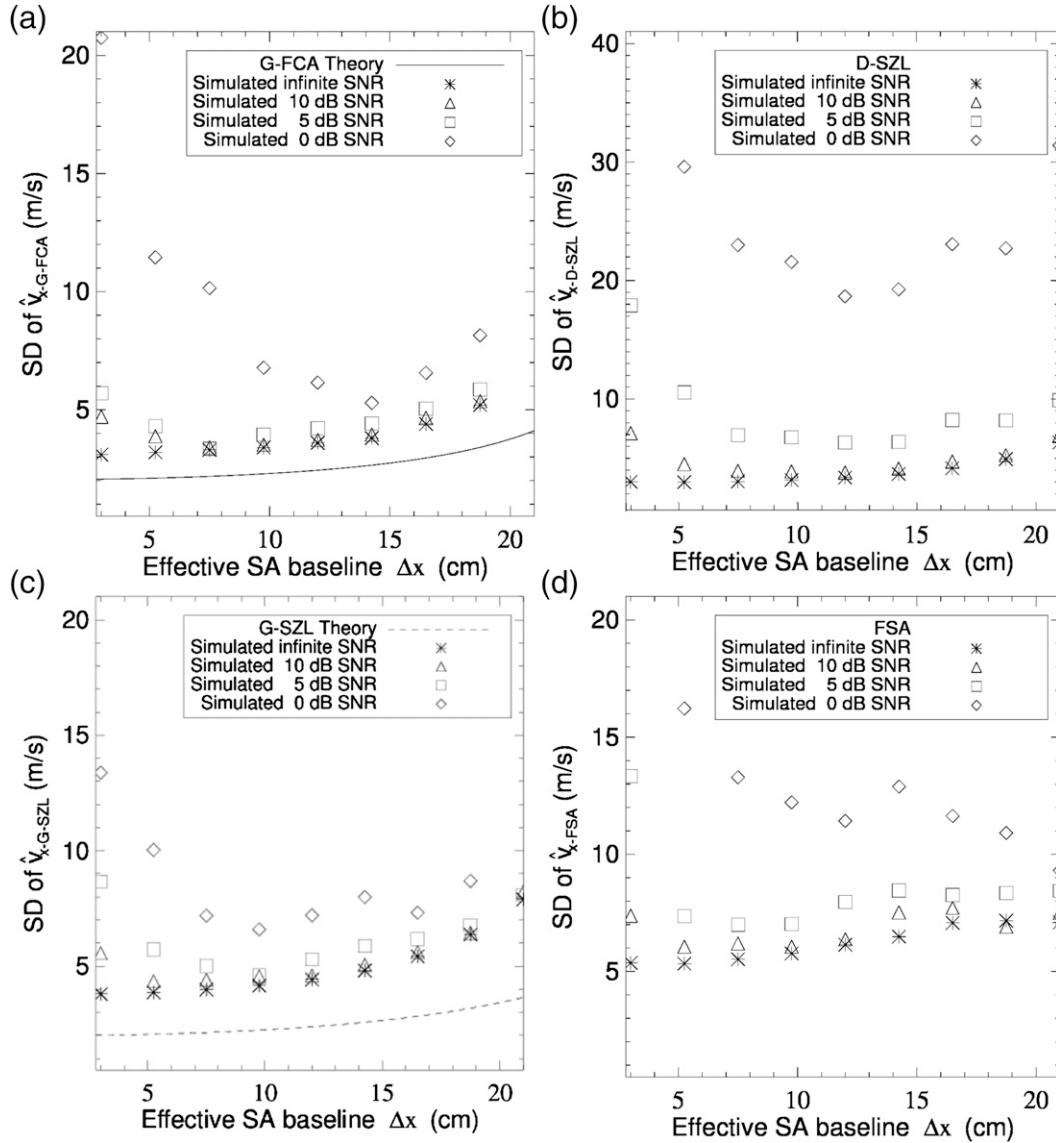 (a)
20
15
10
5
SD of v̂x-G-FCA (m/s)
G-FCA Theory
Simulated infinite SNR
Simulated 10 dB SNR
Simulated 5 dB SNR
Simulated 0 dB SNR
5 10 15 20
Effective SA baseline Δx (cm)
(b)
40
30
20
10
SD of v̂x-D-SZL (m/s)
D-SZL
Simulated infinite SNR
Simulated 10 dB SNR
Simulated 5 dB SNR
Simulated 0 dB SNR
5 10 15 20
Effective SA baseline Δx (cm)
(c)
20
15
10
5
SD of v̂x-G-SZL (m/s)
G-SZL Theory
Simulated infinite SNR
Simulated 10 dB SNR
Simulated 5 dB SNR
Simulated 0 dB SNR
5 10 15 20
Effective SA baseline Δx (cm)
(d)
20
15
10
5
SD of v̂x-FSA (m/s)
FSA
Simulated infinite SNR
Simulated 10 dB SNR
Simulated 5 dB SNR
Simulated 0 dB SNR
5 10 15 20
Effective SA baseline Δx (cm)